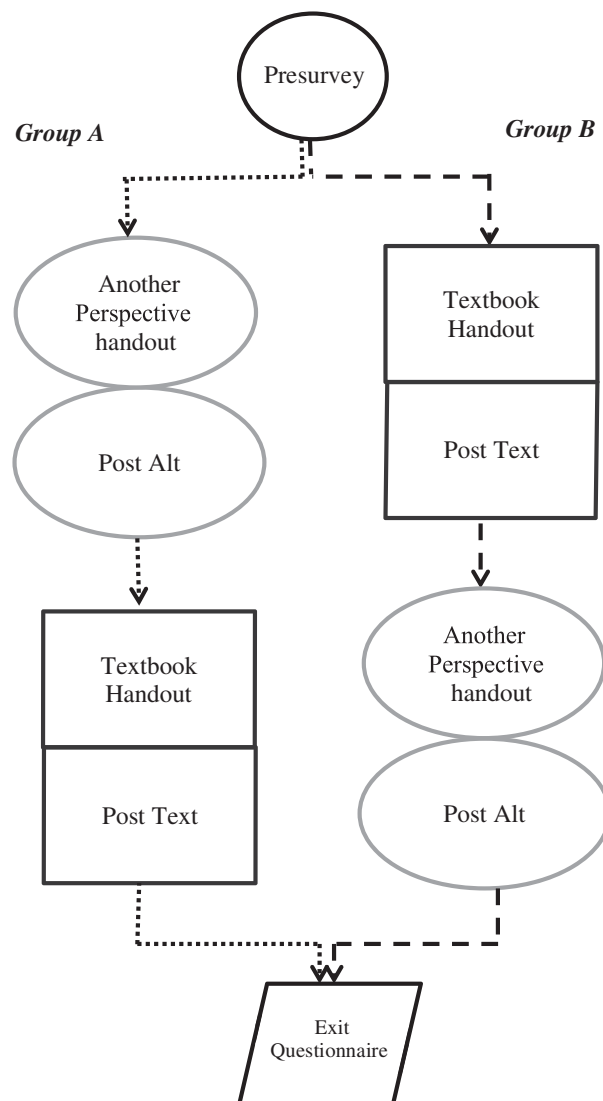 Presurvey
Group A
Group B
Another
Perspective
handout
Post Alt
Textbook
Handout
Post Text
Textbook
Handout
Post Text
Another
Perspective
handout
Post Alt
Exit
Questionnaire